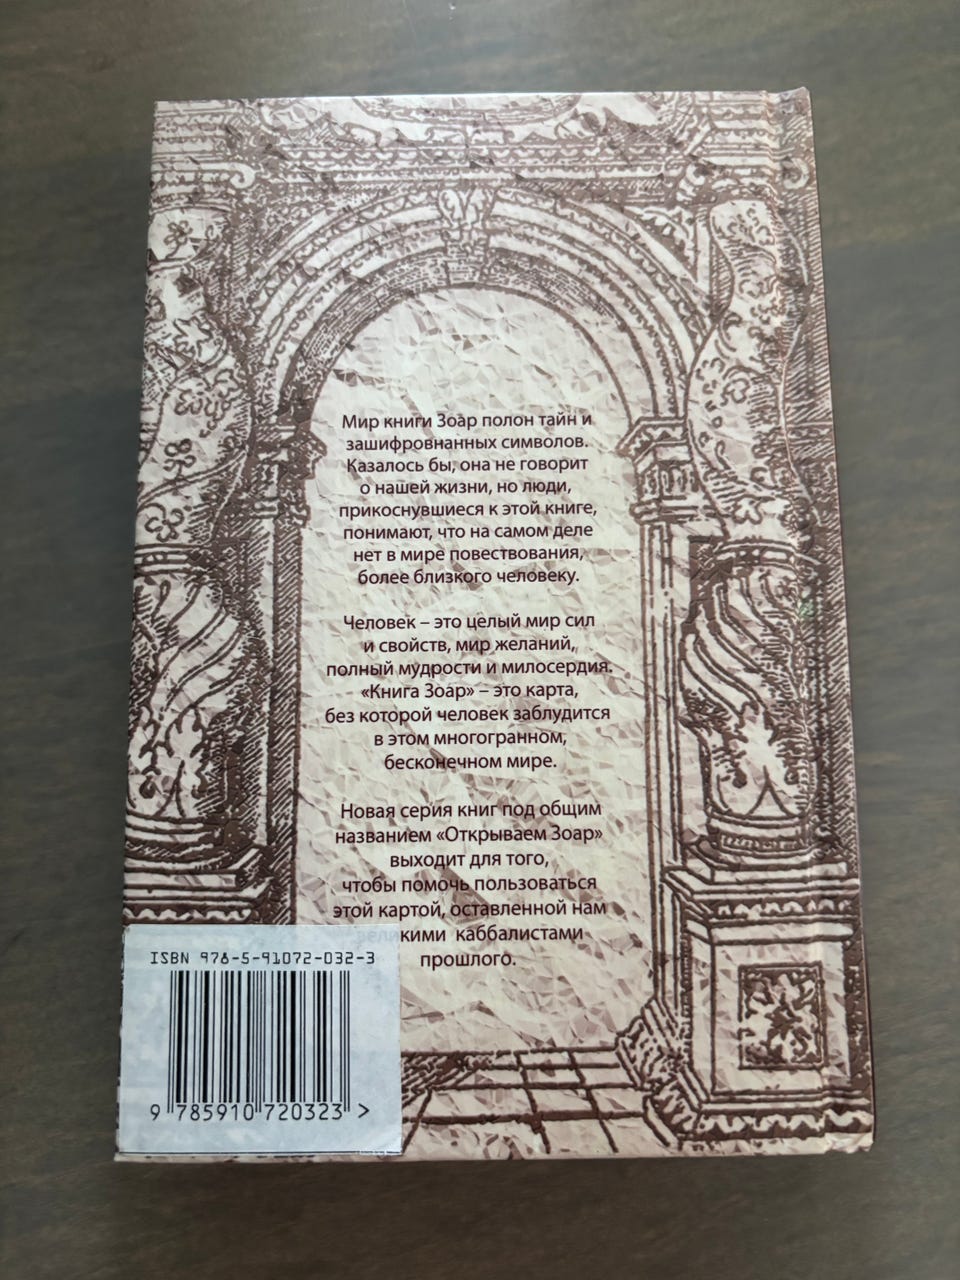 Мир книги Зоар полон тайн и
зашифровнанных символов.
Казалось бы, она не говорит
о нашей жизни, но люди,
прикоснувшиеся к этой книге,
понимают, что на самом деле
нет в мире повествования,
более близкого человеку.
Человек – это целый мир сил
и свойств, мир желаний,
полный мудрости и милосердия.
«Книга Зоар» – это карта,
без которой человек заблудится
в этом многогранном,
бесконечном мире.
Новая серия книг под общим
названием «Открываем Зоар»
выходит для того,
чтобы помочь пользоваться
этой картой, оставленной нам
великими каббалистами
прошлого.
ISBN 978-5-91072-032-3
9 785910 720323 >